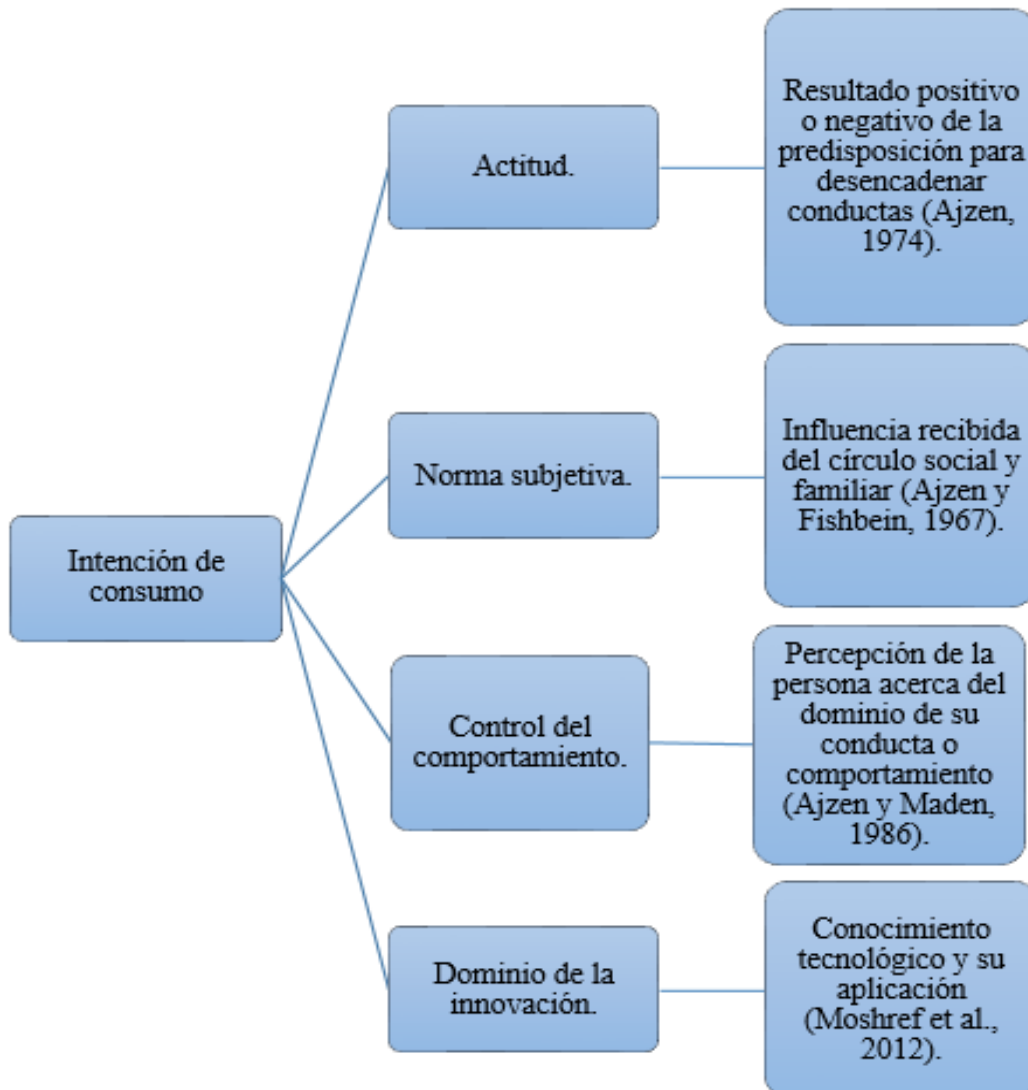 Intención de
consumo
Actitud.
Resultado positivo
o negativo de la
predisposición para
desencadenar
conductas (Ajzen,
1974).
Norma subjetiva.
Influencia recibida
del círculo social y
familiar (Ajzen y
Fishbein, 1967).
Control del
comportamiento.
Percepción de la
persona acerca del
dominio de su
conducta o
comportamiento
(Ajzen y Maden,
1986).
Dominio de la
innovación.
Conocimiento
tecnológico y su
aplicación
(Moshref et al.,
2012).